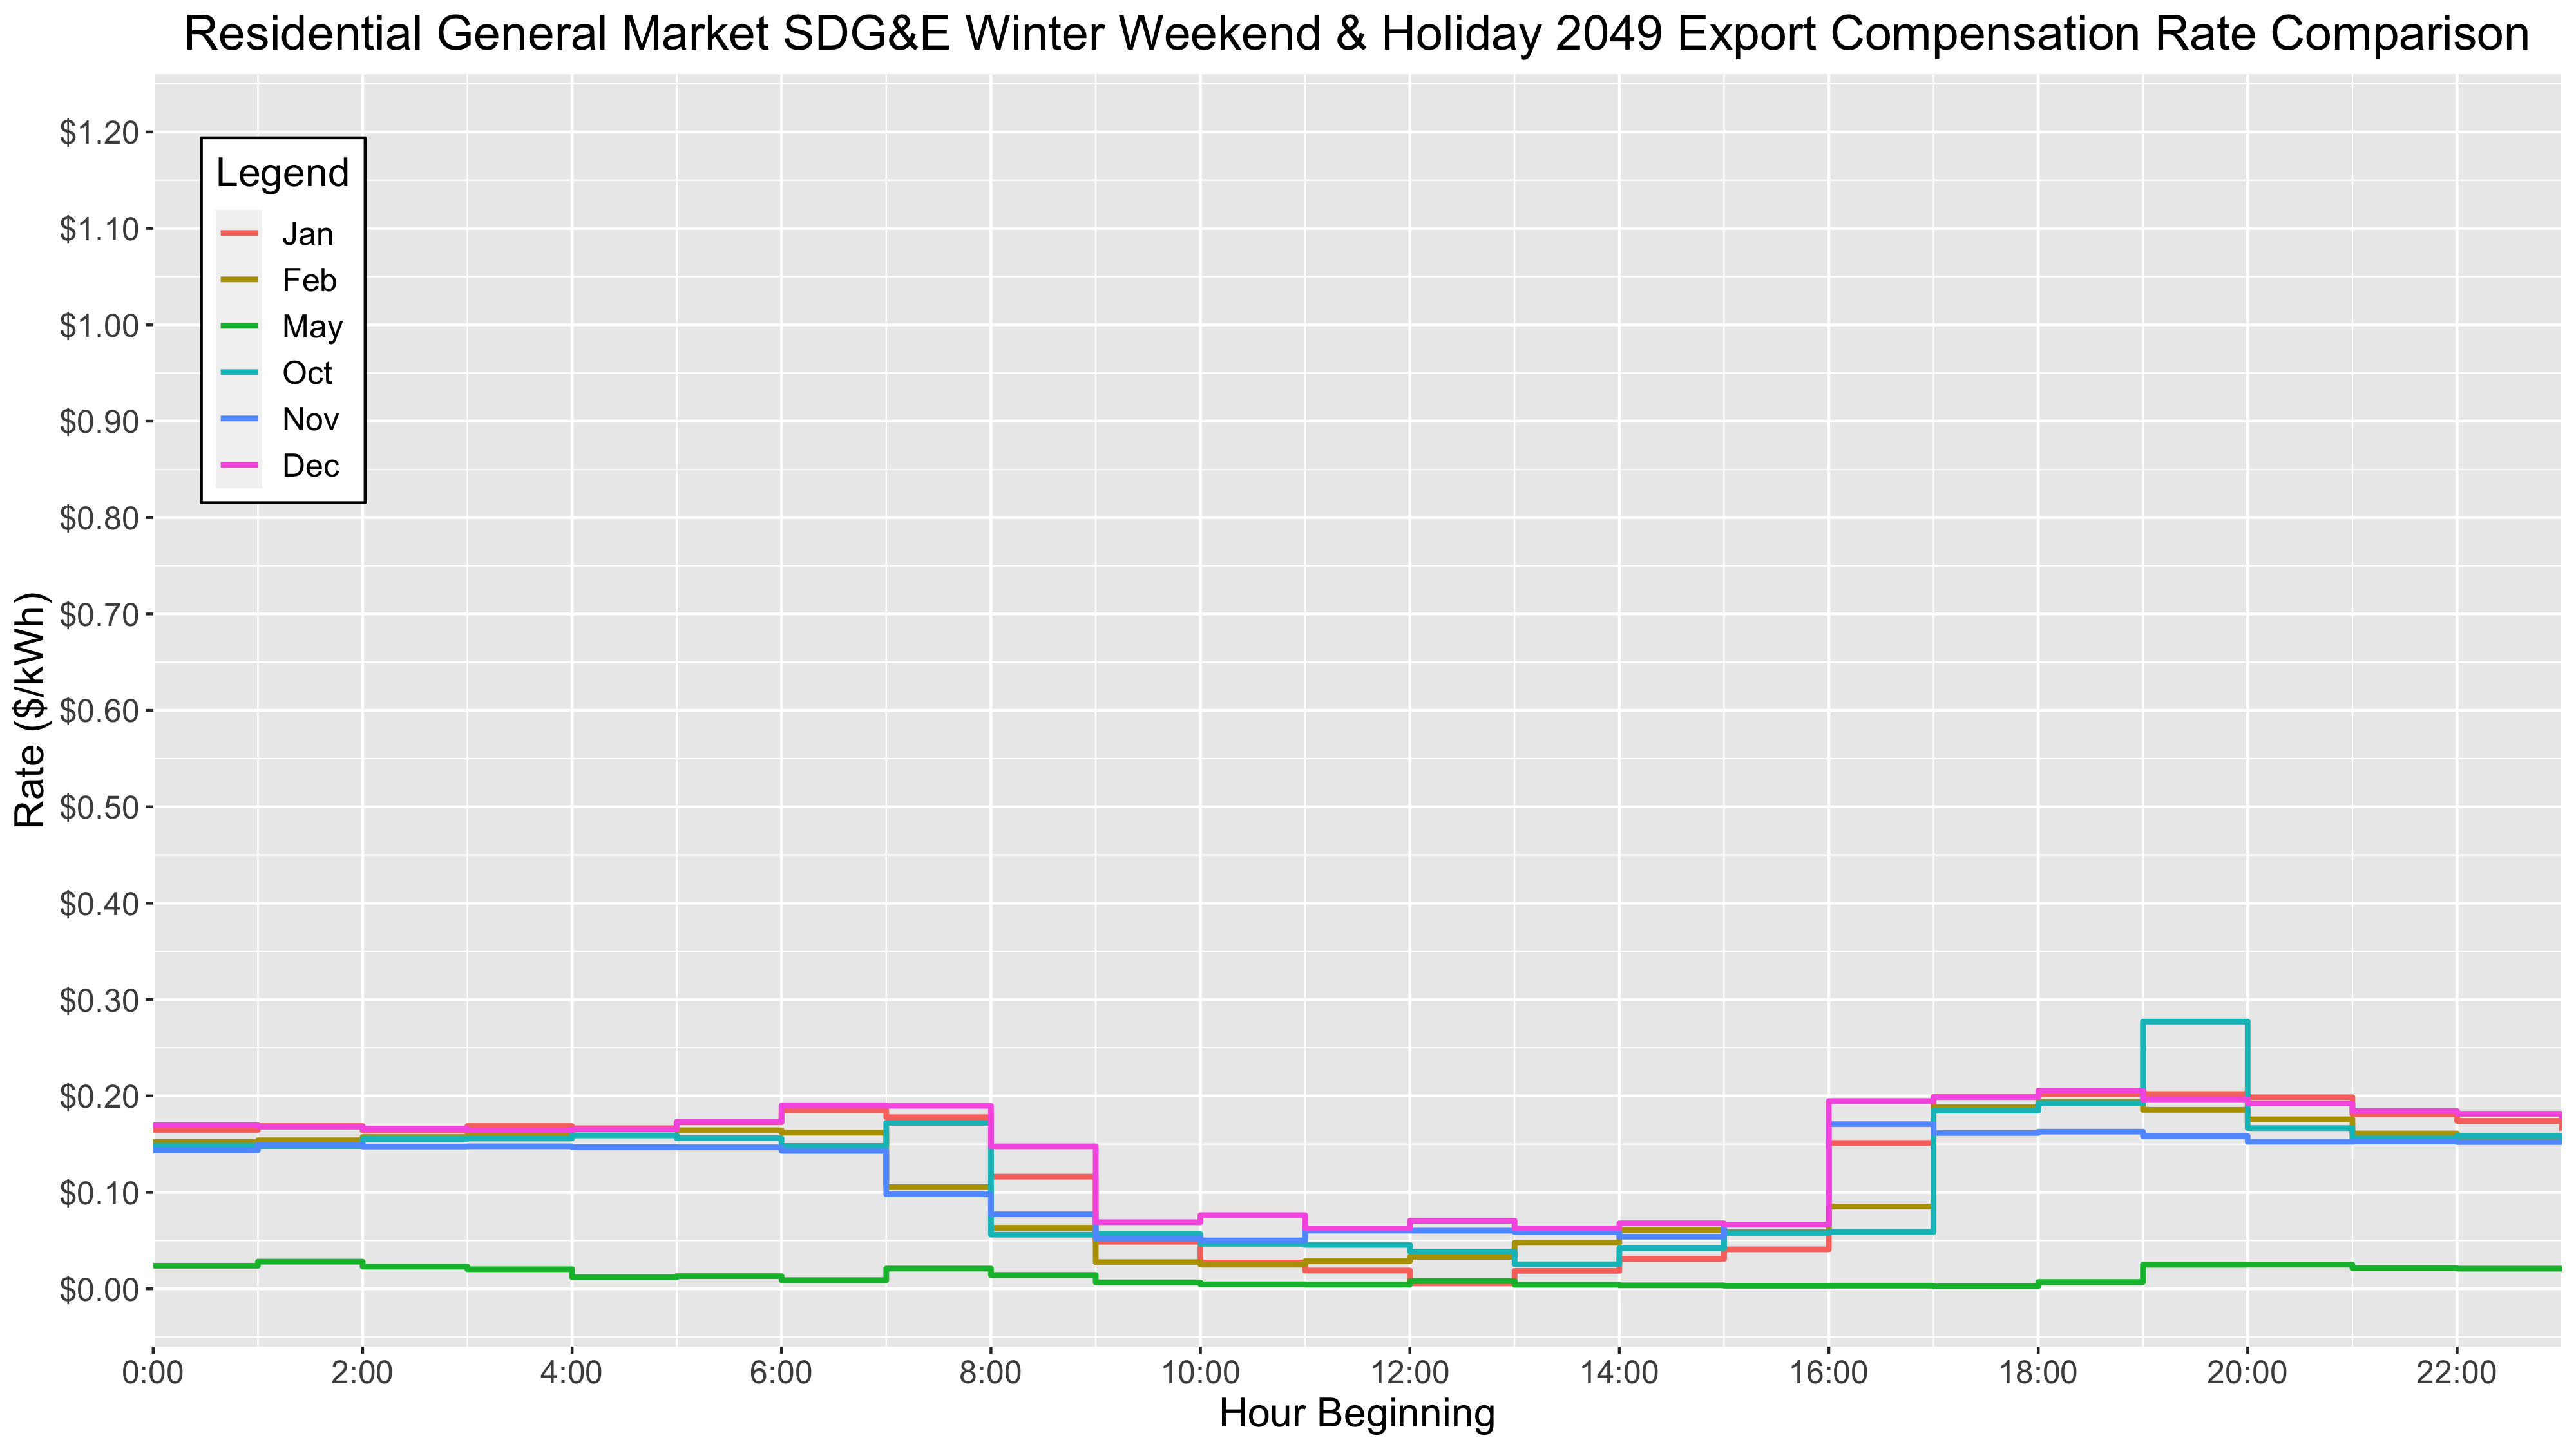 Residential General Market SDG&E Winter Weekend & Holiday 2049 Export Compensation Rate Comparison
Rate ($/kWh)
$1.20
$1.10
$1.00
$0.90
$0.80
$0.70
$0.60
$0.50
$0.40
$0.30
$0.20
$0.10
$0.00
Legend
Jan
Feb
May
Oct
Nov
Dec
0:00 2:00 4:00 6:00 8:00 10:00 12:00 14:00 16:00 18:00 20:00 22:00
Hour Beginning